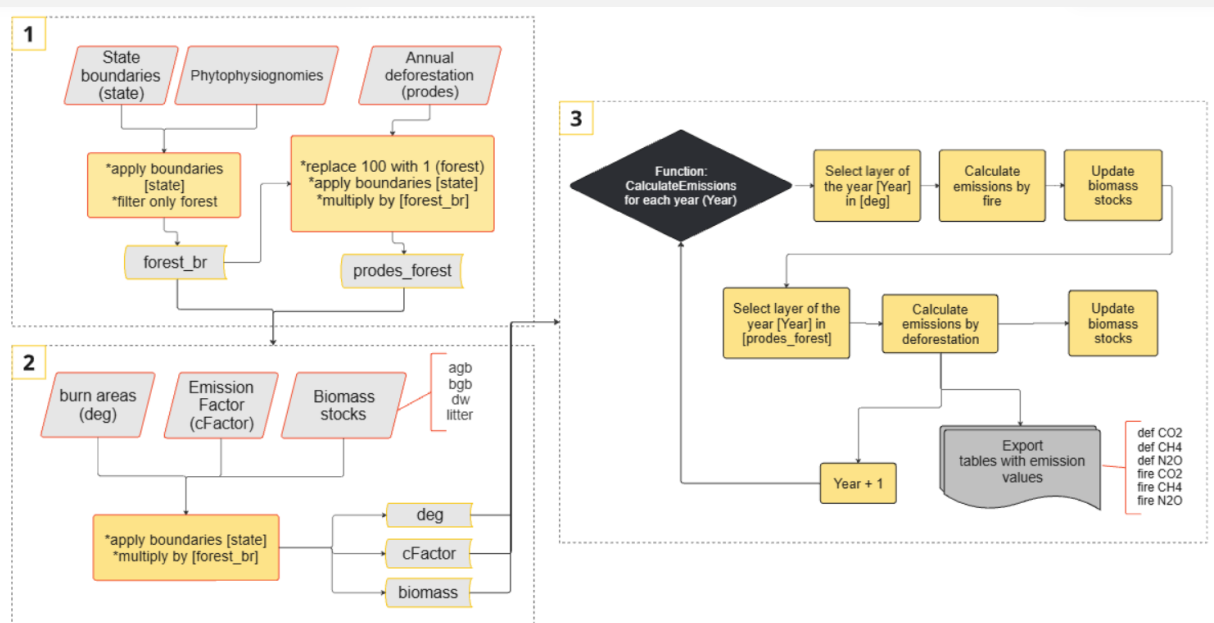 1
State
boundaries
(state)
Phytophysiognomies
Annual
deforestation
(prodes)
*apply boundaries
[state]
*filter only forest
*replace 100 with 1 (forest)
*apply boundaries [state]
*multiply by [forest_br]
forest_br
prodes_forest
2
burn areas
(deg)
Emission
Factor
(cFactor)
Biomass
stocks
agb
bgb
dw
litter
*apply boundaries [state]
*multiply by [forest_br]
deg
cFactor
biomass
3
Function:
CalculateEmissions
for each year (Year)
Select layer of
the year [Year]
in [deg]
Calculate
emissions by
fire
Update
biomass
stocks
Select layer of the
year [Year] in
[prodes_forest]
Calculate
emissions by
deforestation
Update
biomass
stocks
Year + 1
Export
tables with emission
values
def CO2
def CH4
def N2O
fire CO2
fire CH4
fire N2O